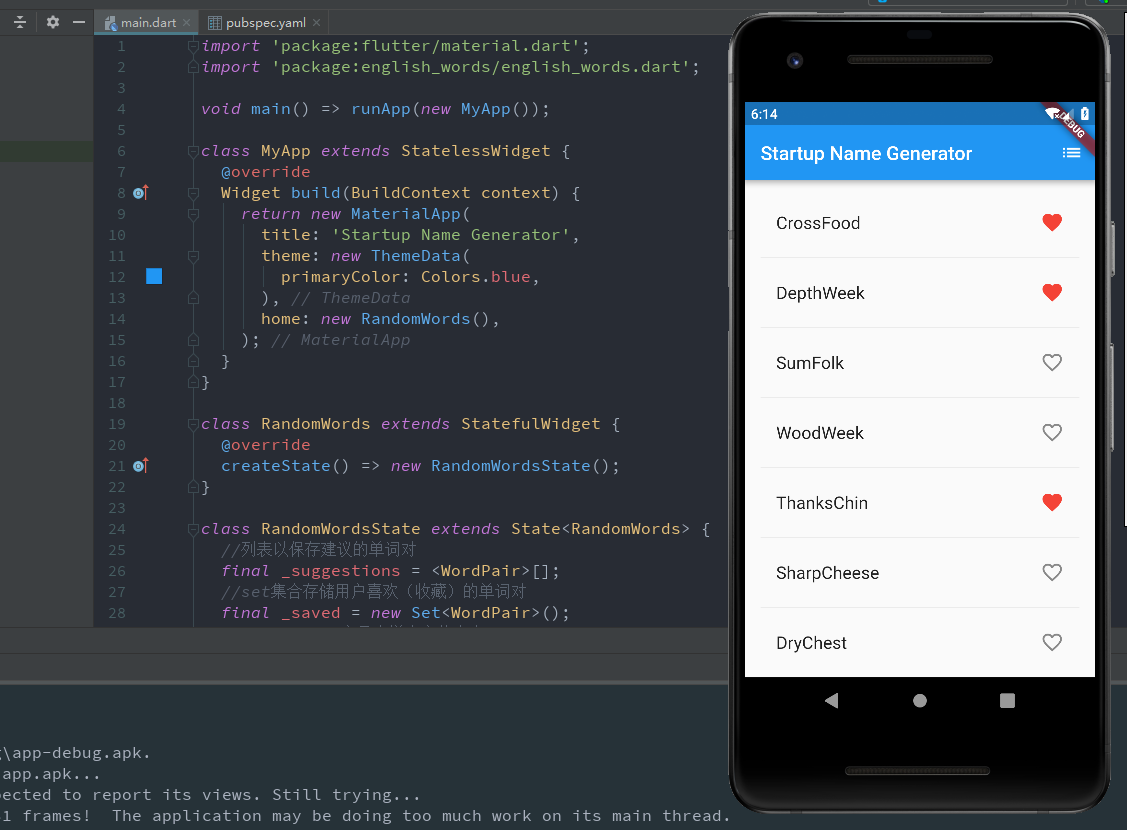 main.dart
pubspec.yaml
1 import 'package:flutter/material.dart';
2 import 'package:english_words/english_words.dart';
3
4 void main() => runApp(new MyApp());
5
6 class MyApp extends StatelessWidget {
7 @override
8 Widget build(BuildContext context) {
9 return new MaterialApp(
10 title: 'Startup Name Generator',
11 theme: new ThemeData(
12 primaryColor: Colors.blue,
13 ), // ThemeData
14 home: new RandomWords(),
15 ); // MaterialApp
16 }
17 }
18
19 class RandomWords extends StatefulWidget {
20 @override
21 createState() => new RandomWordsState();
22 }
23
24 class RandomWordsState extends State<RandomWords> {
25 //列表以保存建议的单词对
26 final _suggestions = <WordPair>[];
27 //set集合存储用户喜欢（收藏）的单词对
28 final _saved = new Set<WordPair>();
\app-debug.apk.
app.apk...
ected to report its views. Still trying...
1 frames! The application may be doing too much work on its main thread.
6:14
DEBUG
Startup Name Generator
CrossFood
DepthWeek
SumFolk
WoodWeek
ThanksChin
SharpCheese
DryChest